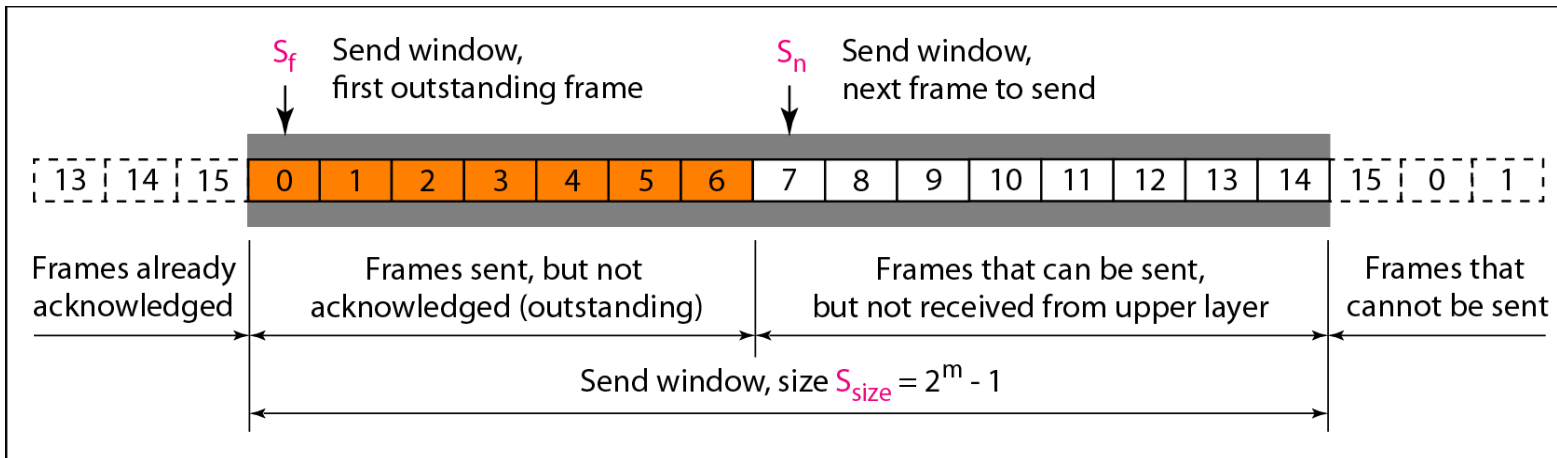 Sf Send window, first outstanding frame
Sn Send window, next frame to send
13 14 15 0 1 2 3 4 5 6 7 8 9 10 11 12 13 14 15 0 1
Frames already acknowledged
Frames sent, but not acknowledged (outstanding)
Frames that can be sent, but not received from upper layer
Frames that cannot be sent
Send window, size Ssize = 2^m - 1